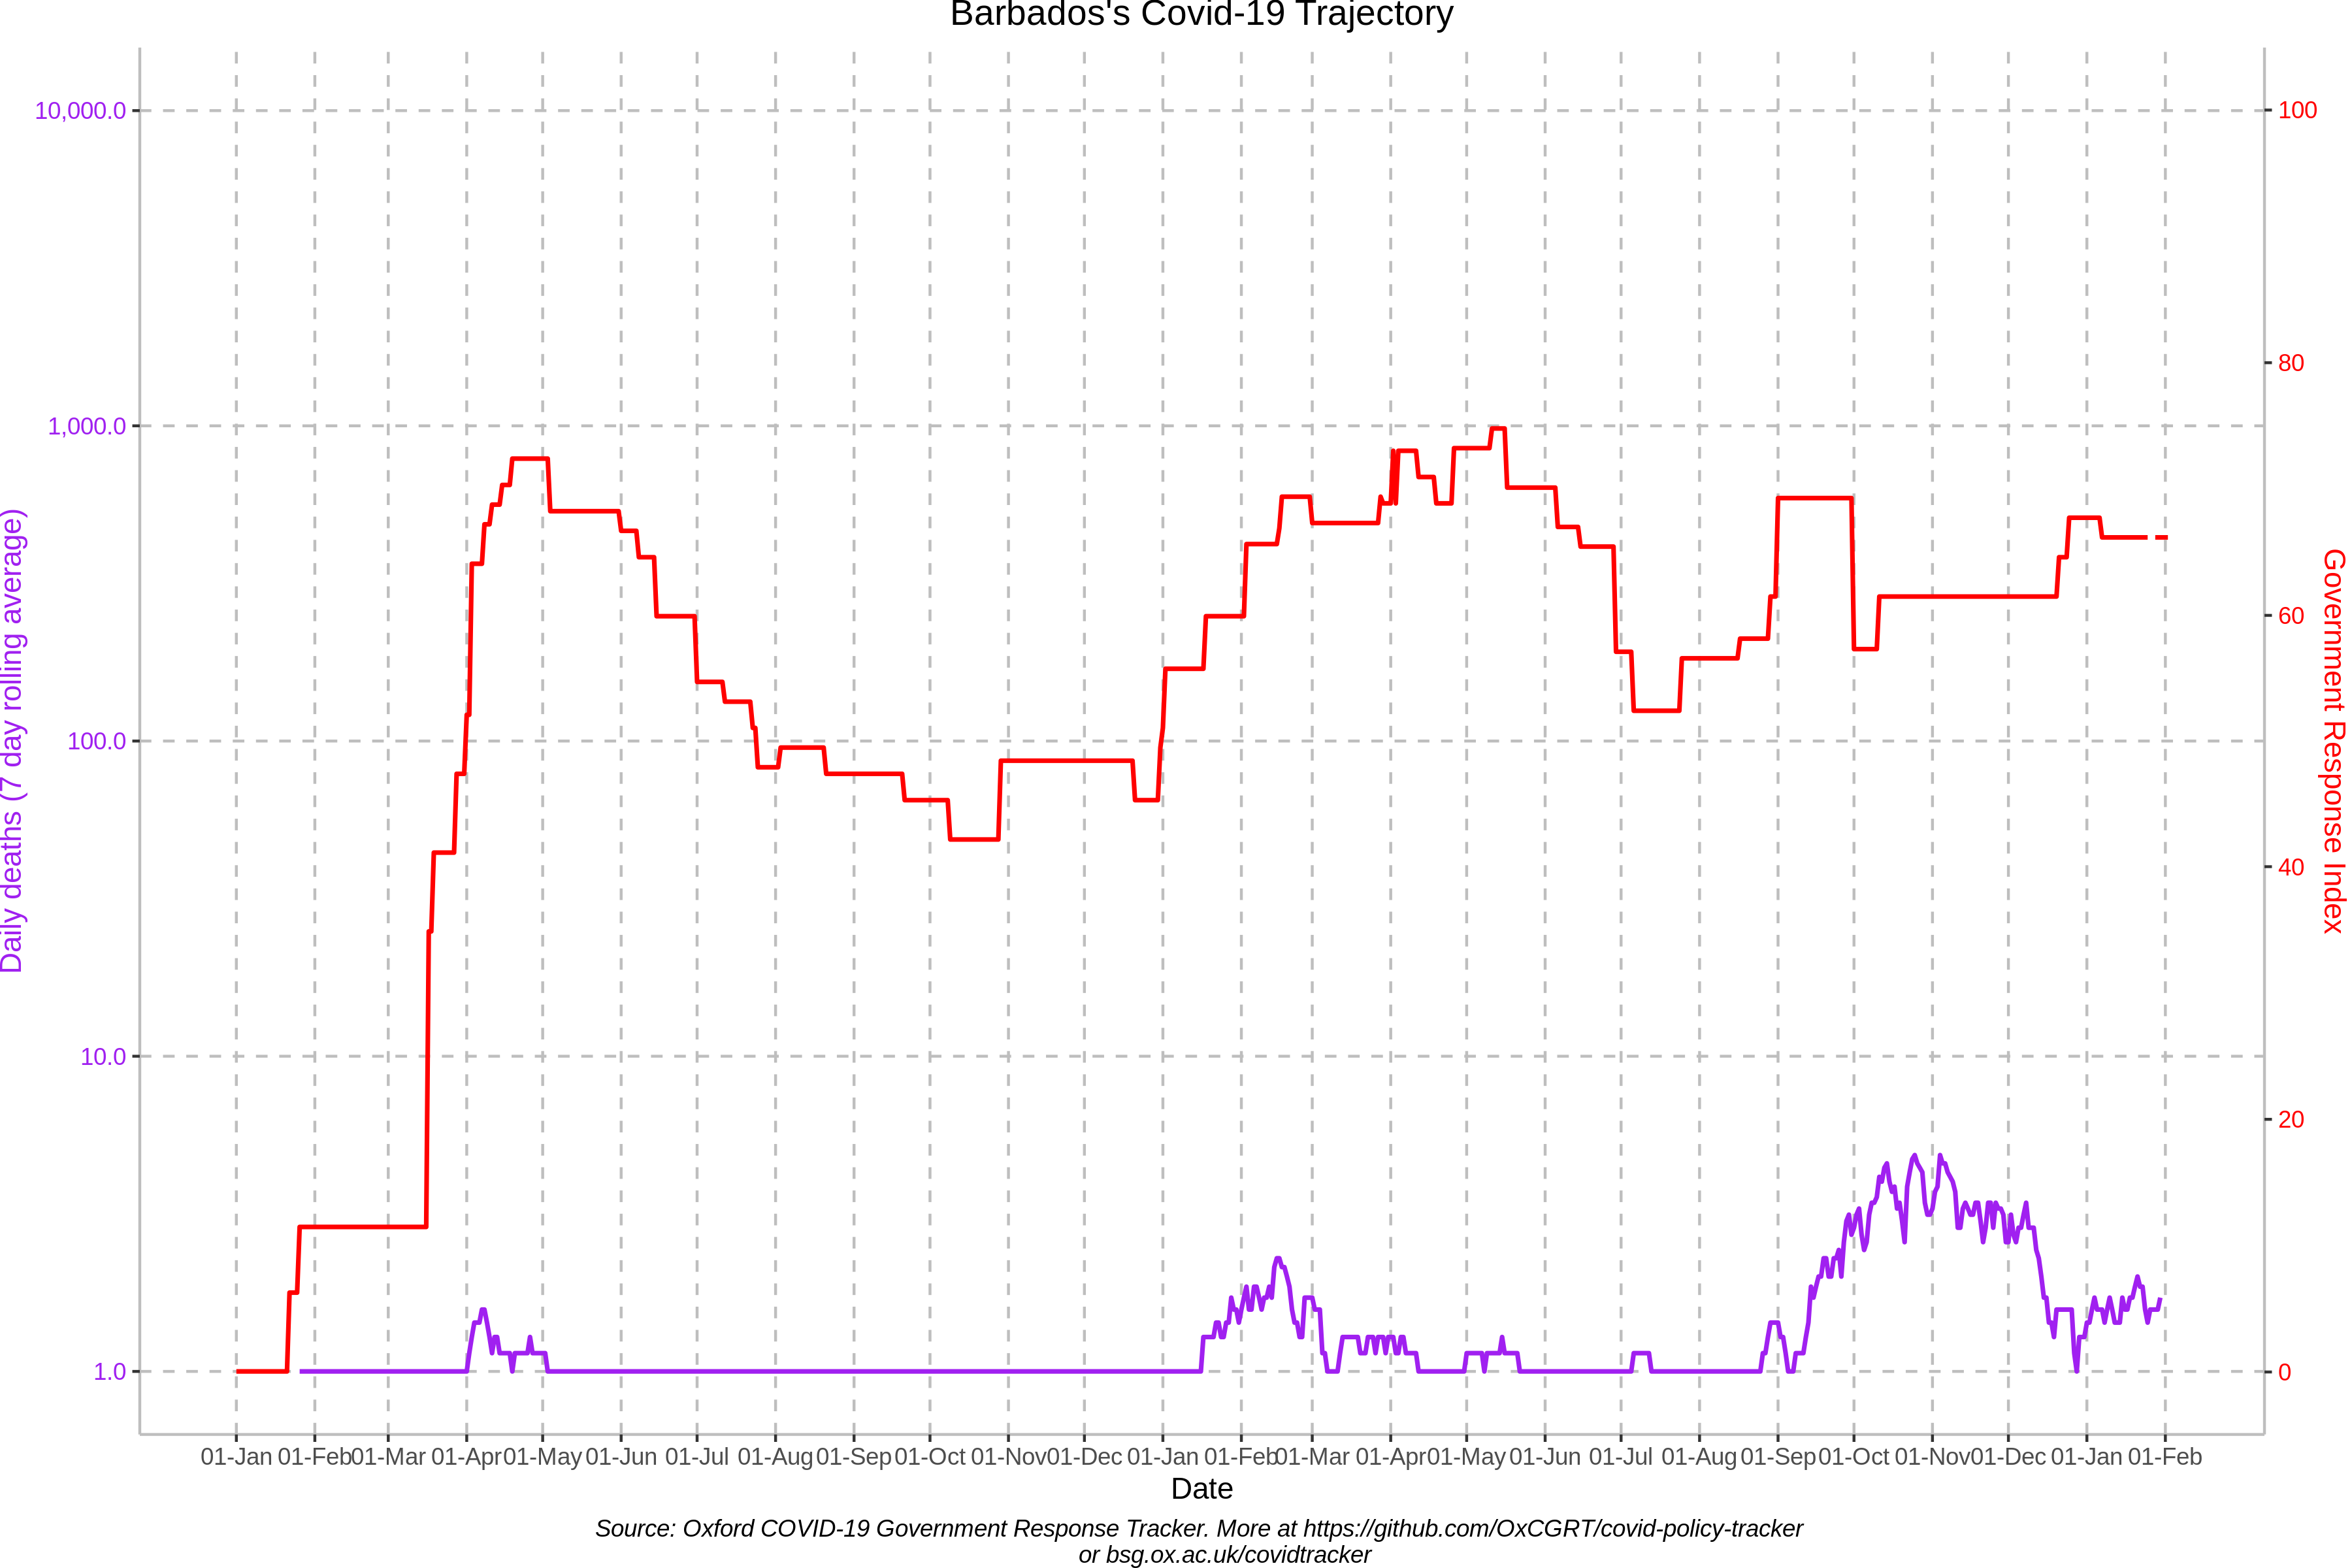 Barbados's Covid-19 Trajectory
10,000.0
1,000.0
100.0
10.0
1.0
Daily deaths (7 day rolling average)
100
80
60
40
20
0
Government Response Index
01-Jan 01-Feb 01-Mar 01-Apr 01-May 01-Jun 01-Jul 01-Aug 01-Sep 01-Oct 01-Nov 01-Dec 01-Jan 01-Feb 01-Mar 01-Apr 01-May 01-Jun 01-Jul 01-Aug 01-Sep 01-Oct 01-Nov 01-Dec 01-Jan 01-Feb
Date
Source: Oxford COVID-19 Government Response Tracker. More at https://github.com/OxCGRT/covid-policy-tracker
or bsg.ox.ac.uk/covidtracker